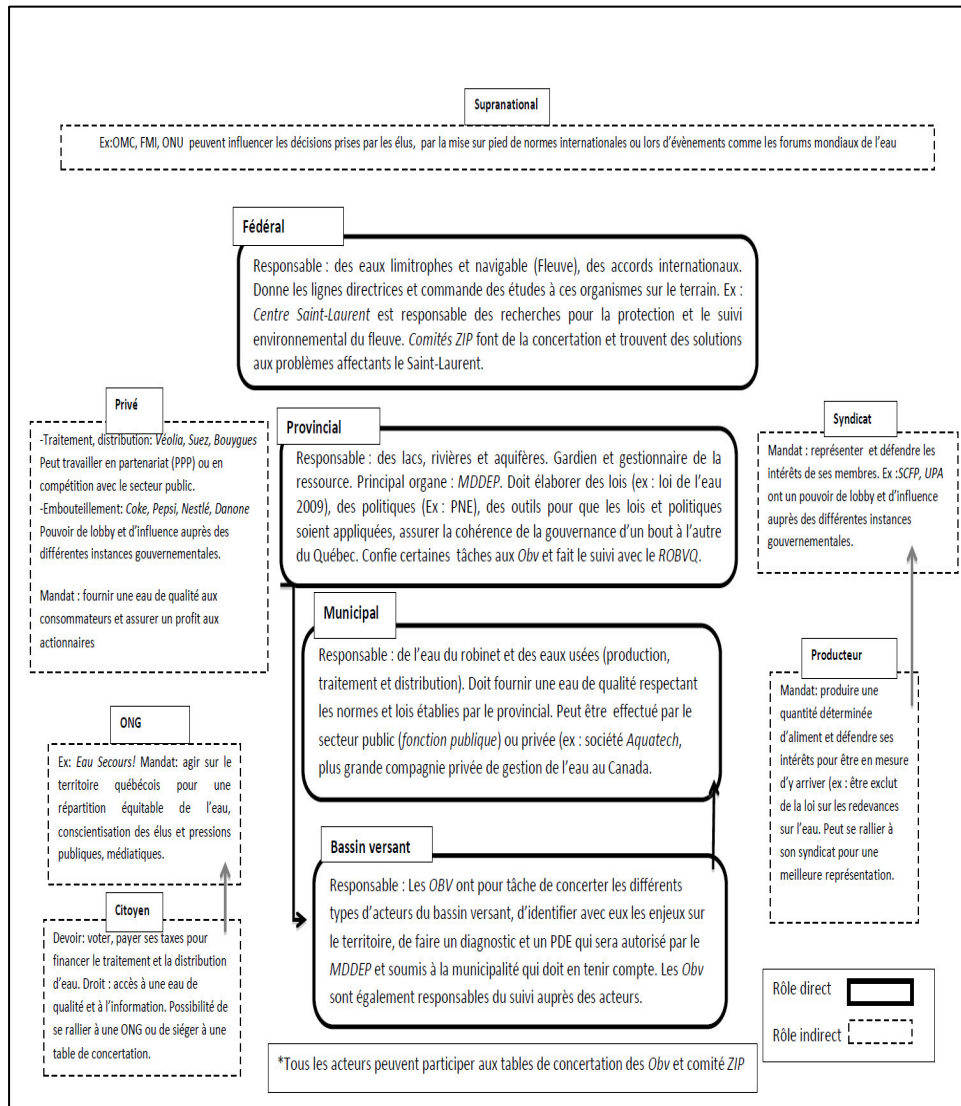 Supranational
Ex:OMC, FMI, ONU peuvent influencer les décisions prises par les élus, par la mise sur pied de normes internationales ou lors d'évènements comme les forums mondiaux de l'eau
Fédéral
Responsable : des eaux limitrophes et navigable (Fleuve), des accords internationaux.
Donne les lignes directrices et commande des études à ces organismes sur le terrain. Ex :
Centre Saint-Laurent est responsable des recherches pour la protection et le suivi
environnemental du fleuve. Comités ZIP font de la concertation et trouvent des solutions
aux problèmes affectants le Saint-Laurent.
Privé
-Traitement, distribution: Véolia, Suez, Bouygues
Peut travailler en partenariat (PPP) ou en
compétition avec le secteur public.
-Embouteillement: Coke, Pepsi, Nestlé, Danone
Pouvoir de lobby et d'influence auprès des
différentes instances gouvernementales.
Mandat : fournir une eau de qualité aux
consommateurs et assurer un profit aux
actionnaires
Provincial
Responsable : des lacs, rivières et aquifères. Gardien et gestionnaire de la
ressource. Principal organe : MDDEP. Doit élaborer des lois (ex : loi de l'eau
2009), des politiques (Ex : PNE), des outils pour que les lois et politiques
soient appliquées, assurer la cohérence de la gouvernance d'un bout à l'autre
du Québec. Confie certaines tâches aux Obv et fait le suivi avec le ROBVQ.
Syndicat
Mandat : représenter et défendre les
intérêts de ses membres. Ex :SCFP, UPA
ont un pouvoir de lobby et d'influence
auprès des différentes instances
gouvernementales.
Municipal
Responsable : de l'eau du robinet et des eaux usées (production,
traitement et distribution). Doit fournir une eau de qualité respectant
les normes et lois établies par le provincial. Peut être effectué par le
secteur public (fonction publique) ou privée (ex : société Aquatech,
plus grande compagnie privée de gestion de l'eau au Canada.
Producteur
Mandat: produire une
quantité déterminée
d'aliment et défendre ses
intérêts pour être en mesure
d'y arriver (ex : être exclut
de la loi sur les redevances
sur l'eau. Peut se rallier à
son syndicat pour une
meilleure représentation.
ONG
Ex: Eau Secours! Mandat: agir sur le
territoire québécois pour une
répartition équitable de l'eau,
conscientisation des élus et pressions
publiques, médiatiques.
Bassin versant
Responsable : Les OBV ont pour tâche de concerter les différents
types d'acteurs du bassin versant, d'identifier avec eux les enjeux sur
le territoire, de faire un diagnostic et un PDE qui sera autorisé par le
MDDEP et soumis à la municipalité qui doit en tenir compte. Les Obv
sont également responsables du suivi auprès des acteurs.
Citoyen
Devoir: voter, payer ses taxes pour
financer le traitement et la distribution
d'eau. Droit : accès à une eau de
qualité et à l'information. Possibilité de
se rallier à une ONG ou de siéger à une
table de concertation.
Rôle direct
Rôle indirect
*Tous les acteurs peuvent participer aux tables de concertation des Obv et comité ZIP